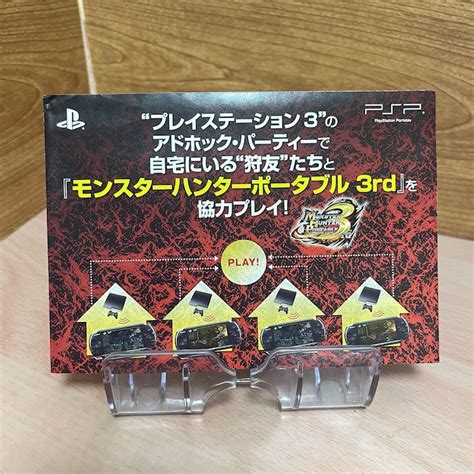 PSP
PlayStation Portable
“プレイステーション 3”の
アドホック・パーティーで
自宅にいる“狩友”たちと
『モンスターハンターポータブル 3rd』を
協力プレイ!
MONSTER HUNTER PORTABLE 3rd
PLAY!